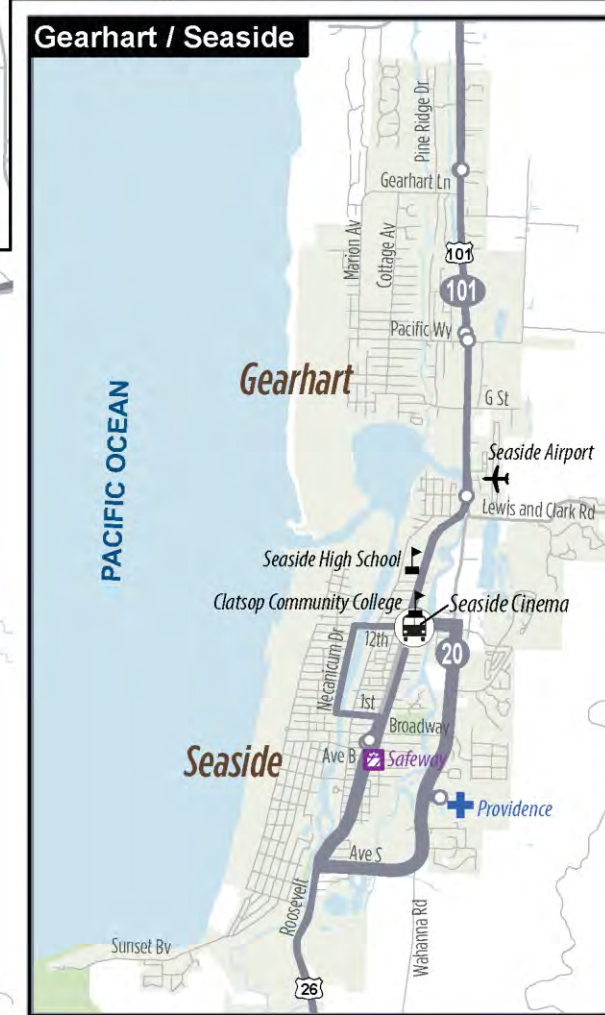 Gearhart / Seaside
Pine Ridge Dr
Gearhart Ln
Marion Av
Cottage Av
101
101
Pacific Wy
Gearhart
G St
PACIFIC OCEAN
Seaside Airport
Lewis and Clark Rd
Seaside High School
Clatsop Community College
Seaside Cinema
12th
20
Necanicum Dr
1st
Broadway
Seaside
Ave B
Safeway
Providence
Ave S
Roosevelt
Wahanna Rd
Sunset Bv
26